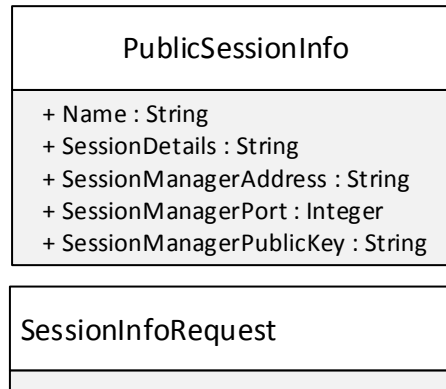 PublicSessionInfo
+ Name : String
+ SessionDetails : String
+ SessionManagerAddress : String
+ SessionManagerPort : Integer
+ SessionManagerPublicKey : String
SessionInfoRequest